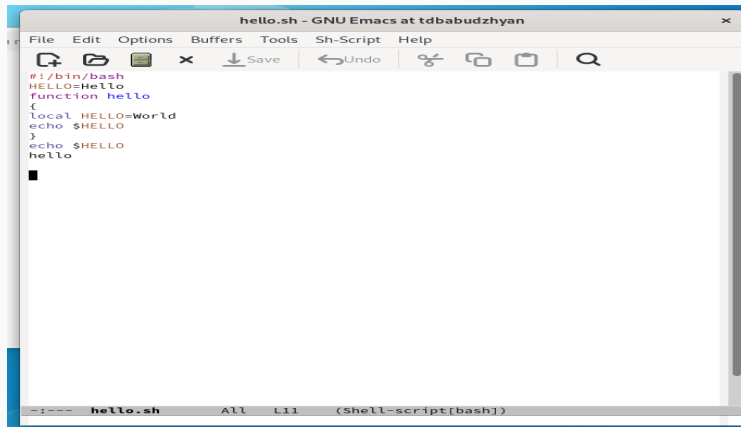 hello.sh - GNU Emacs at tdbabudzhyan
File Edit Options Buffers Tools Sh-Script Help
Save Undo
#!/bin/bash
HELLO=Hello
function hello
{
local HELLO=World
echo $HELLO
}
echo $HELLO
hello
-:--- hello.sh All L11 (Shell-script[bash])